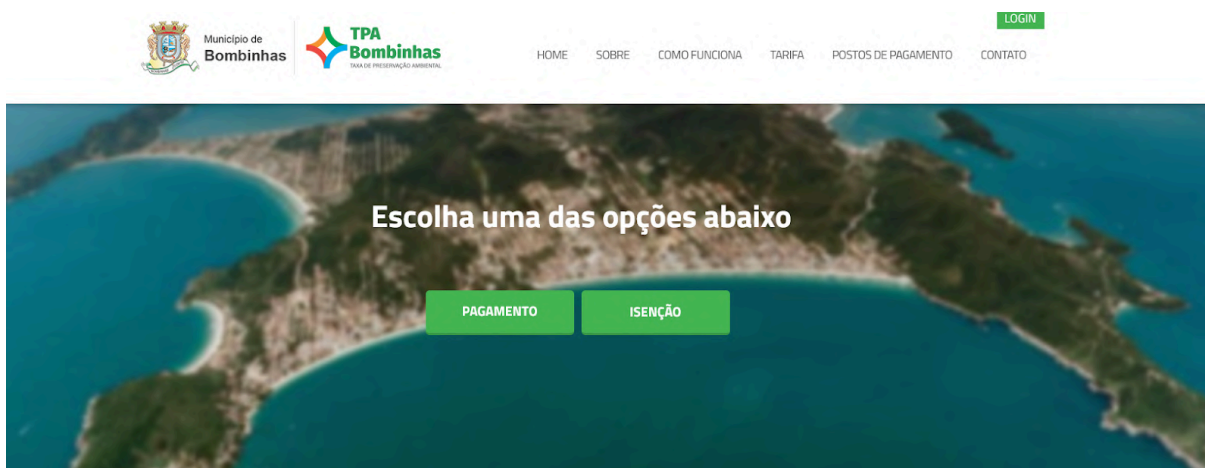 LOGIN
Município de
Bombinhas
TPA
Bombinhas
TAXA DE PRESERVAÇÃO AMBIENTAL
HOME SOBRE COMO FUNCIONA TARIFA POSTOS DE PAGAMENTO CONTATO
Escolha uma das opções abaixo
PAGAMENTO ISENÇÃO